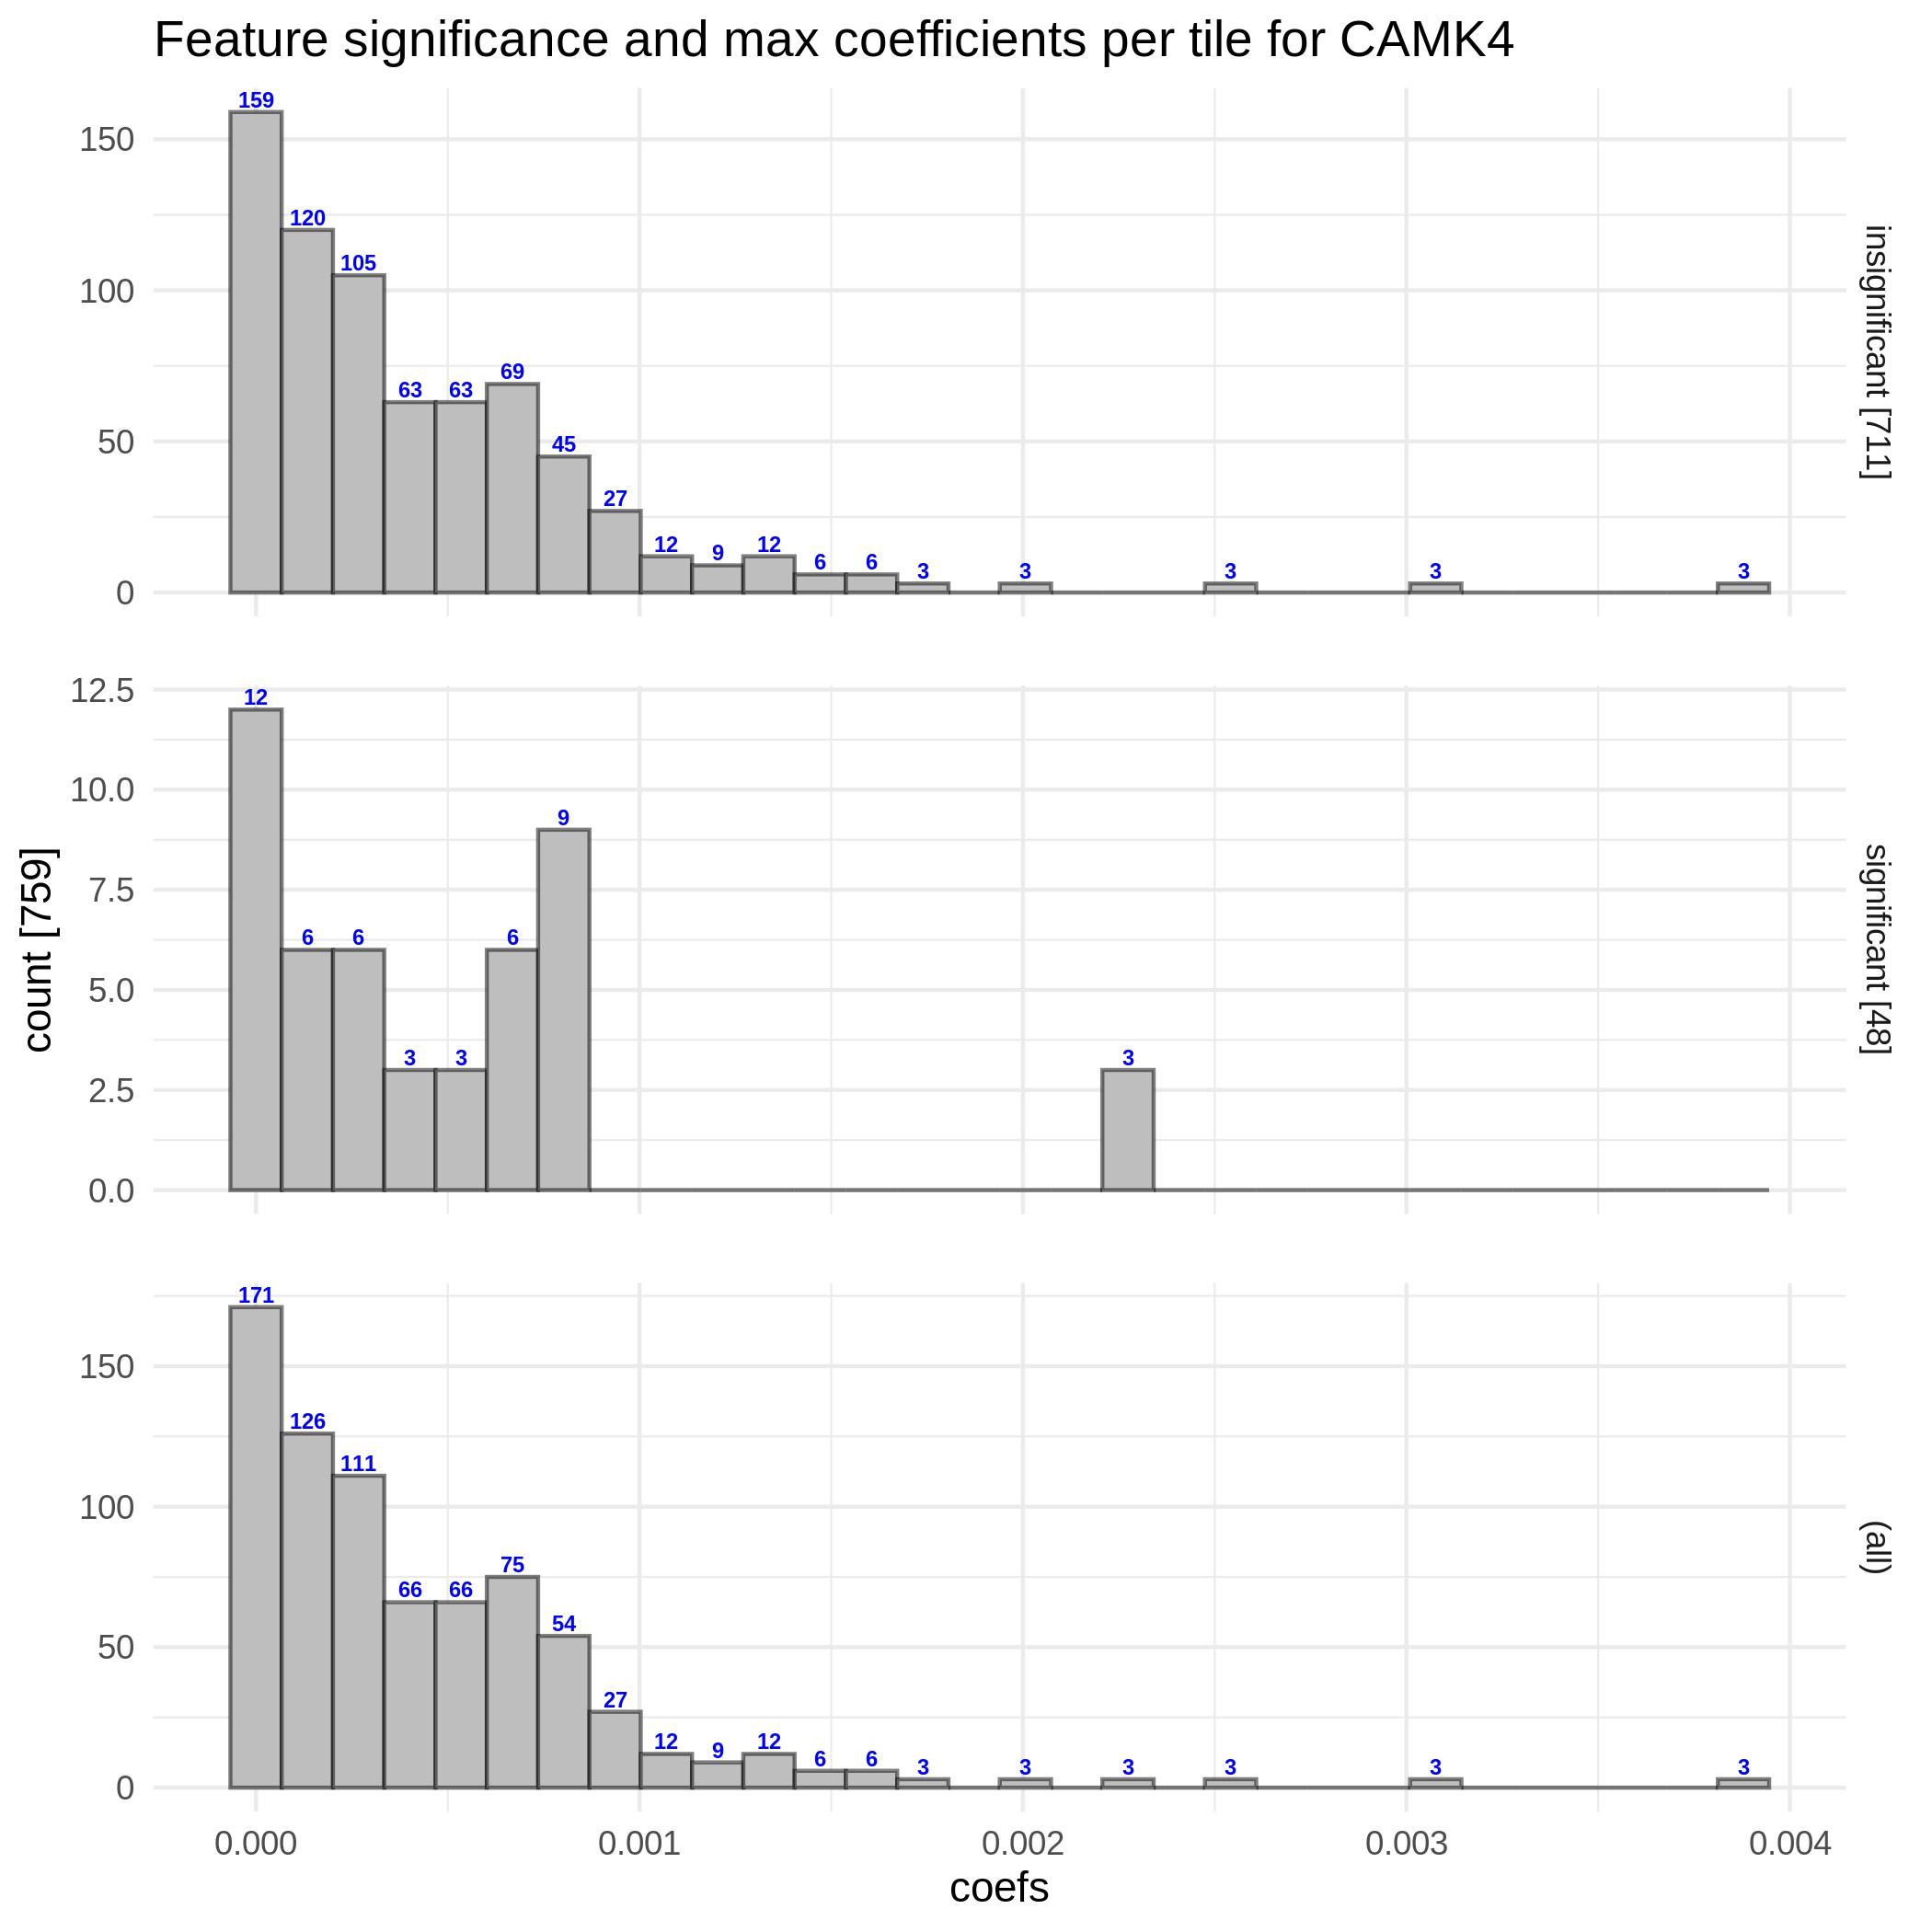 Feature significance and max coefficients per tile for CAMK4
159
150
120
105
100
63 63 69
50
45
27
12 9 12 6 6 3 3 3 3 3
0
insignificant [711]
12.5
12
10.0
9
7.5
6 6 6
5.0
3 3 3
2.5
0.0
significant [48]
count [759]
171
150
126
111
100
66 66 75
54
50
27
12 9 12 6 6 3 3 3 3 3 3
0
(all)
0.000 0.001 0.002 0.003 0.004
coefs